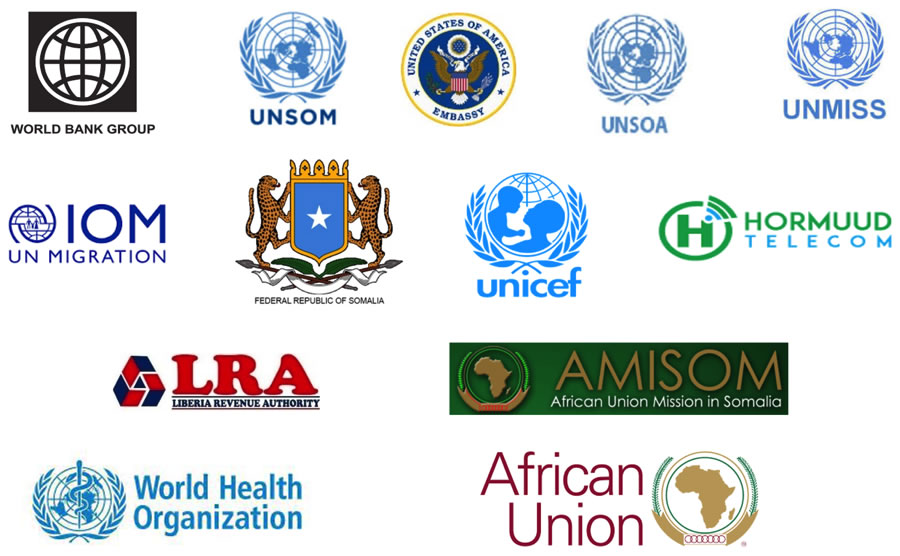 WORLD BANK GROUP
UNSOM
UNITED STATES OF AMERICA
EMBASSY
UNSOA
UNMISS
IOM
UN MIGRATION
FEDERAL REPUBLIC OF SOMALIA
unicef
H
HORMUUD
TELECOM
LRA
LIBERIA REVENUE AUTHORITY
AMISOM
African Union Mission in Somalia
World Health
Organization
African
Union